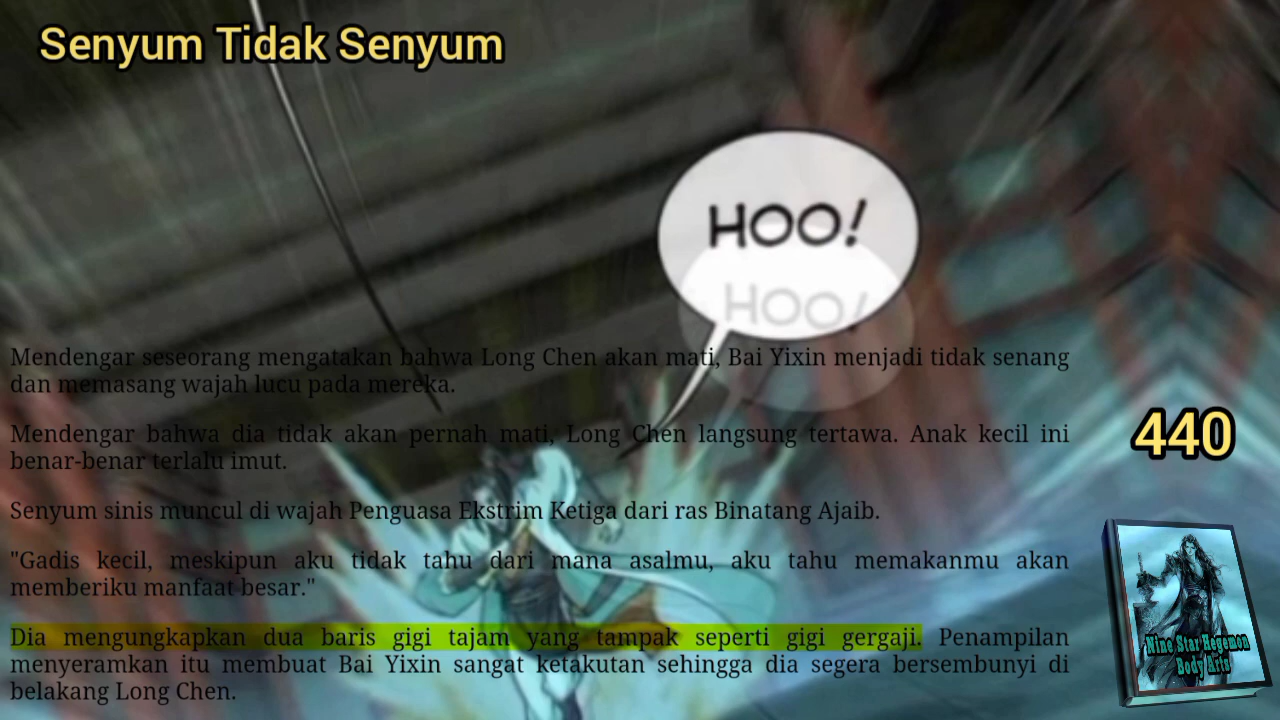 Senyum Tidak Senyum
HOO!
HOO!
Mendengar seseorang mengatakan bahwa Long Chen akan mati, Bai Yixin menjadi tidak senang
dan memasang wajah lucu pada mereka.
Mendengar bahwa dia tidak akan pernah mati, Long Chen langsung tertawa. Anak kecil ini
benar-benar terlalu imut.
440
Senyum sinis muncul di wajah Penguasa Ekstrim Ketiga dari ras Binatang Ajaib.
"Gadis kecil, meskipun aku tidak tahu dari mana asalmu, aku tahu memakanmu akan
memberiku manfaat besar."
Dia mengungkapkan dua baris gigi tajam yang tampak seperti gigi gergaji. Penampilan
menyeramkan itu membuat Bai Yixin sangat ketakutan sehingga dia segera bersembunyi di
belakang Long Chen.
Nine Star Hegemon
Body Arts